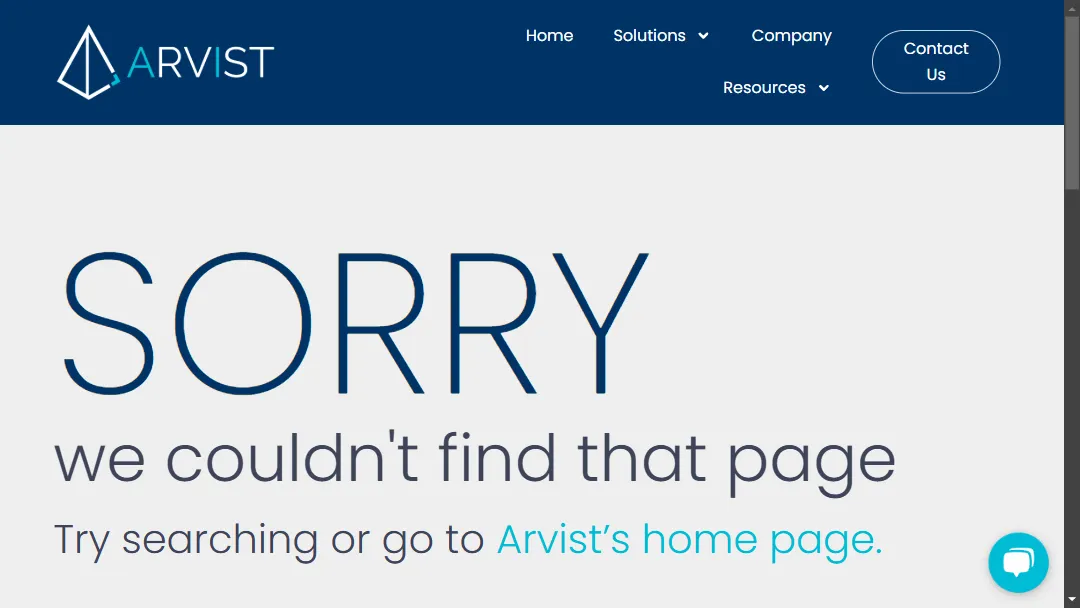 ARVIST
Home
Solutions
Company
Resources
Contact
Us
SORRY
we couldn't find that page
Try searching or go to Arvist’s home page.